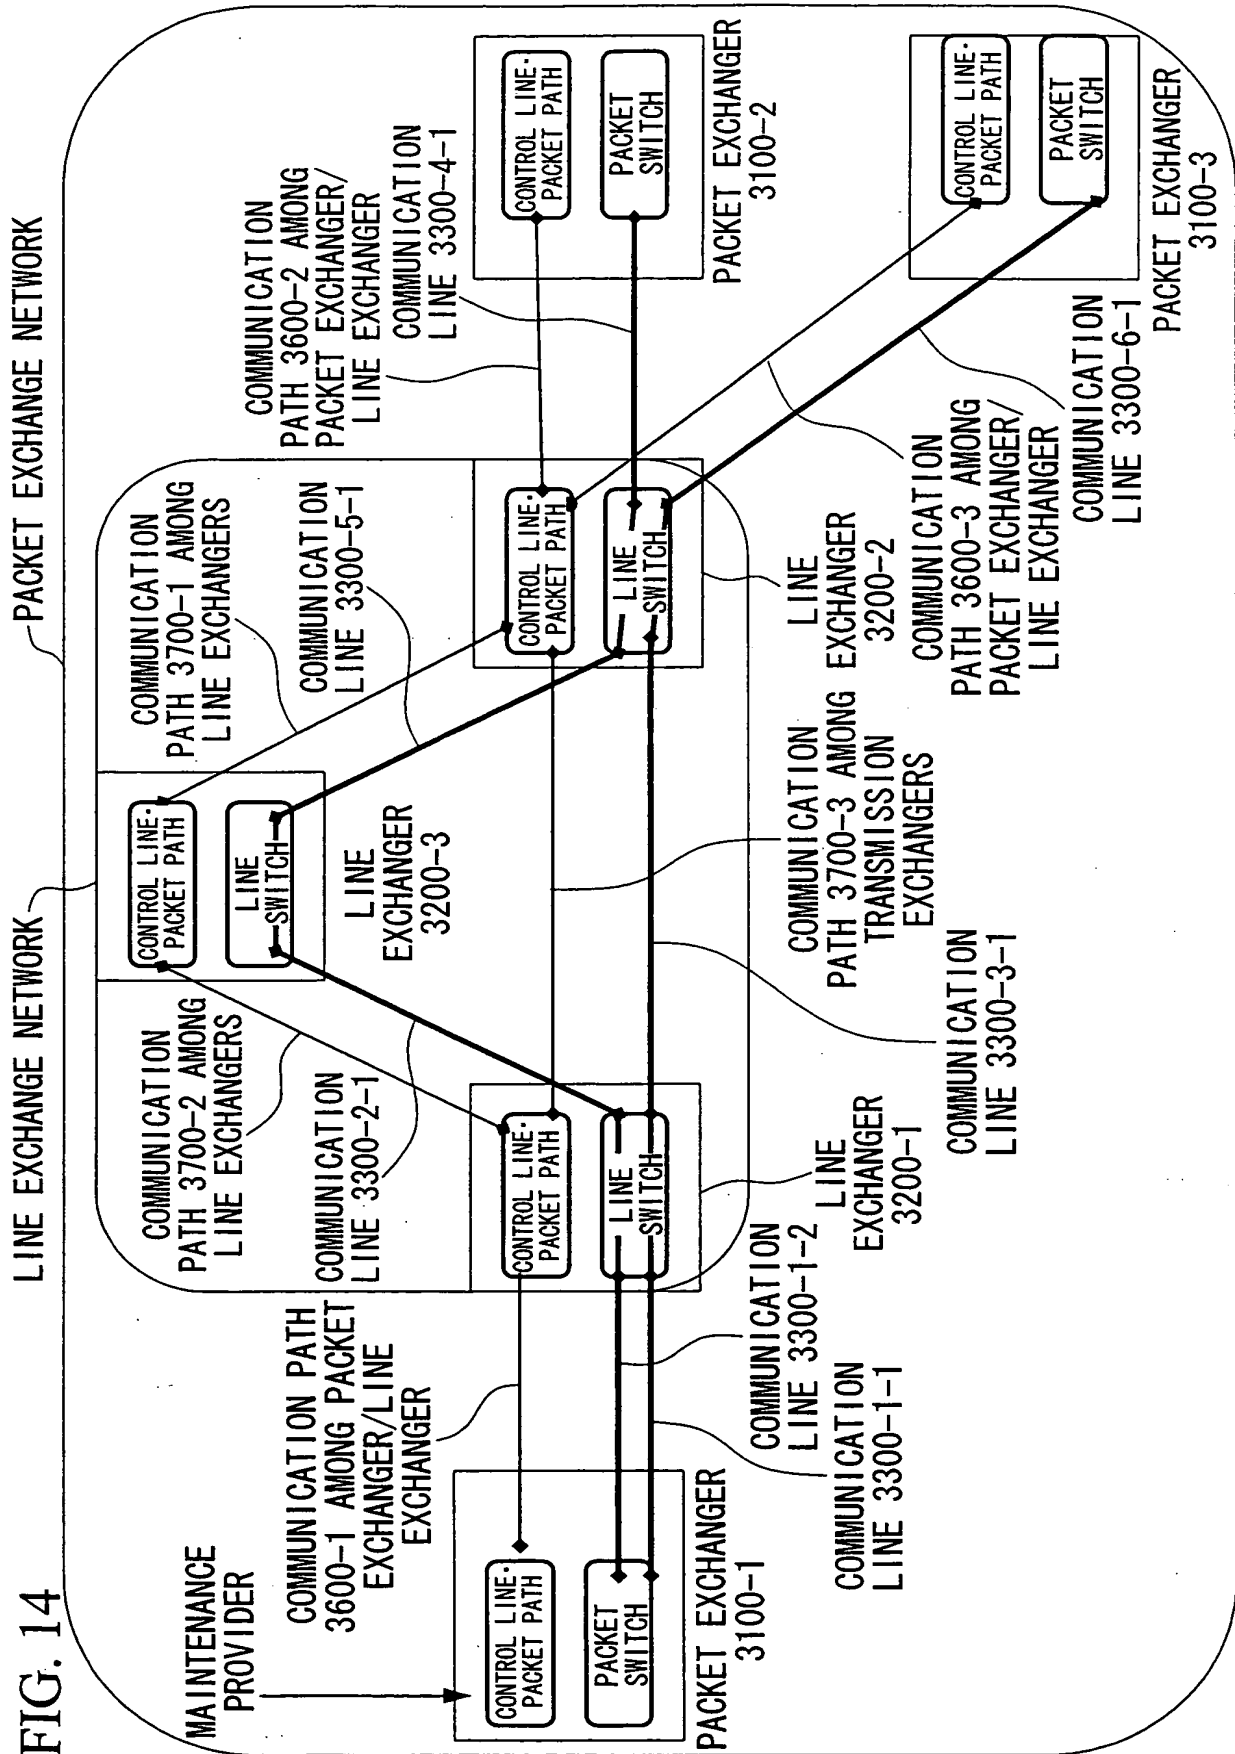 FIG. 14
LINE EXCHANGE NETWORK
PACKET EXCHANGE NETWORK
MAINTENANCE
PROVIDER
COMMUNICATION PATH
3600-1 AMONG PACKET
EXCHANGER/LINE
EXCHANGER
COMMUNICATION
PATH 3700-2 AMONG
LINE EXCHANGERS
COMMUNICATION
LINE 3300-2-1
CONTROL LINE·
PACKET PATH
LINE
SWITCH
LINE
EXCHANGER
3200-3
COMMUNICATION
PATH 3700-1 AMONG
LINE EXCHANGERS
COMMUNICATION
LINE 3300-5-1
COMMUNICATION
PATH 3600-2 AMONG
PACKET EXCHANGER/
LINE EXCHANGER
COMMUNICATION
LINE 3300-4-1
CONTROL LINE·
PACKET PATH
PACKET
SWITCH
PACKET EXCHANGER
3100-1
CONTROL LINE·
PACKET PATH
LINE
SWITCH
LINE
EXCHANGER
3200-1
CONTROL LINE·
PACKET PATH
LINE
SWITCH
LINE
EXCHANGER
3200-2
CONTROL LINE·
PACKET PATH
PACKET
SWITCH
PACKET EXCHANGER
3100-2
COMMUNICATION
LINE 3300-1-2
COMMUNICATION
LINE 3300-1-1
COMMUNICATION
LINE 3300-3-1
COMMUNICATION
PATH 3700-3 AMONG
TRANSMISSION
EXCHANGERS
COMMUNICATION
PATH 3600-3 AMONG
PACKET EXCHANGER/
LINE EXCHANGER
COMMUNICATION
LINE 3300-6-1
CONTROL LINE·
PACKET PATH
PACKET
SWITCH
PACKET EXCHANGER
3100-3